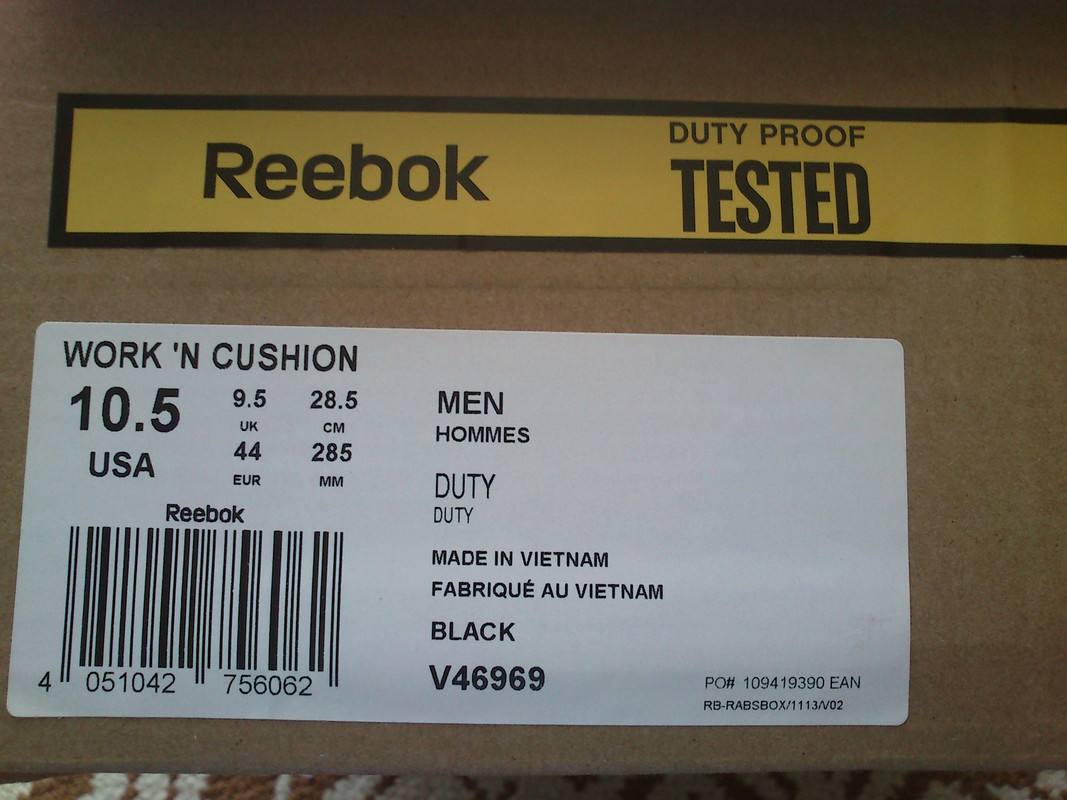 Reebok
DUTY PROOF
TESTED
WORK 'N CUSHION
10.5
USA
9.5
UK
28.5
CM
44
EUR
285
MM
MEN
HOMMES
DUTY
DUTY
MADE IN VIETNAM
FABRIQUÉ AU VIETNAM
BLACK
V46969
Reebok
4 051042 756062
PO# 109419390 EAN
RB-RABSBOX/1113/V02